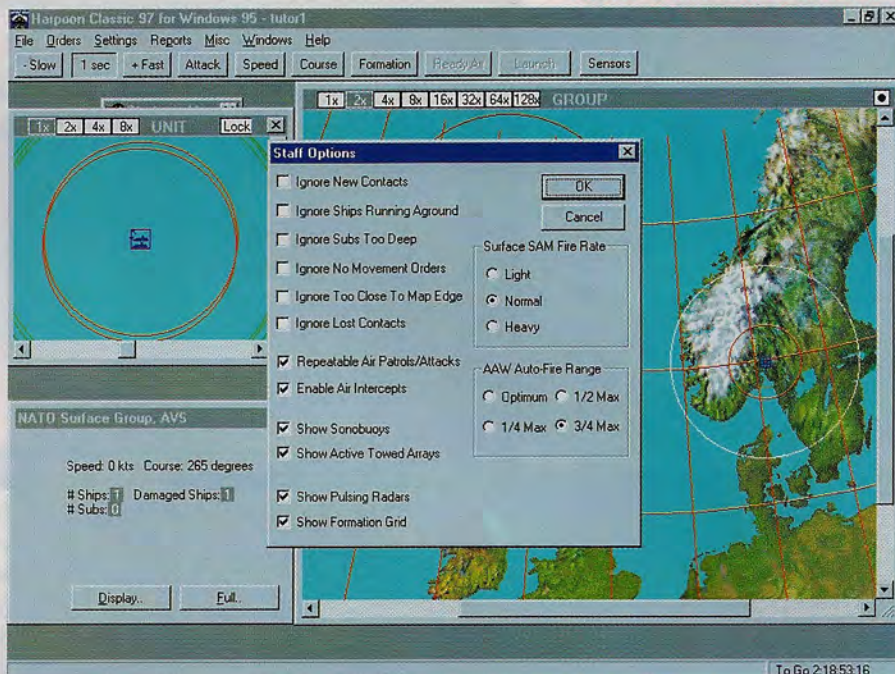 Harpoon Classic 97 for Windows 95 - tutor1
File Orders Settings Reports Misc Windows Help
- Slow 1 sec + Fast Attack Speed Course Formation Ready Air Launch Sensors
1x 2x 4x 8x UNIT Lock
1x 2x 4x 8x 16x 32x 64x 128x GROUP
Staff Options
Ignore New Contacts
Ignore Ships Running Aground
Ignore Subs Too Deep
Ignore No Movement Orders
Ignore Too Close To Map Edge
Ignore Lost Contacts
Repeatable Air Patrols/Attacks
Enable Air Intercepts
Show Sonobuoys
Show Active Towed Arrays
Show Pulsing Radars
Show Formation Grid
OK
Cancel
Surface SAM Fire Rate
Light
Normal
Heavy
AAW Auto-Fire Range
Optimum 1/2 Max
1/4 Max 3/4 Max
NATO Surface Group, AVS
Speed: 0 kts Course: 265 degrees
# Ships: 1 Damaged Ships: 1
# Subs: 0
Display.. Full..
To Go 2:18:53:16